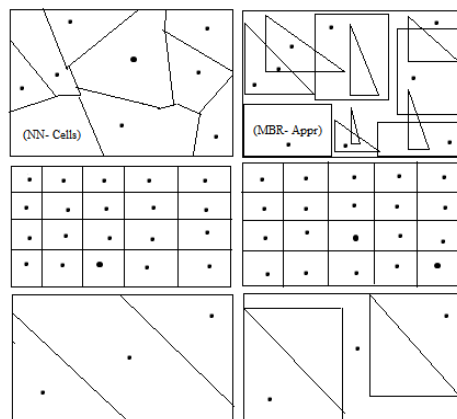 (NN- Cells)
(MBR- Appr)